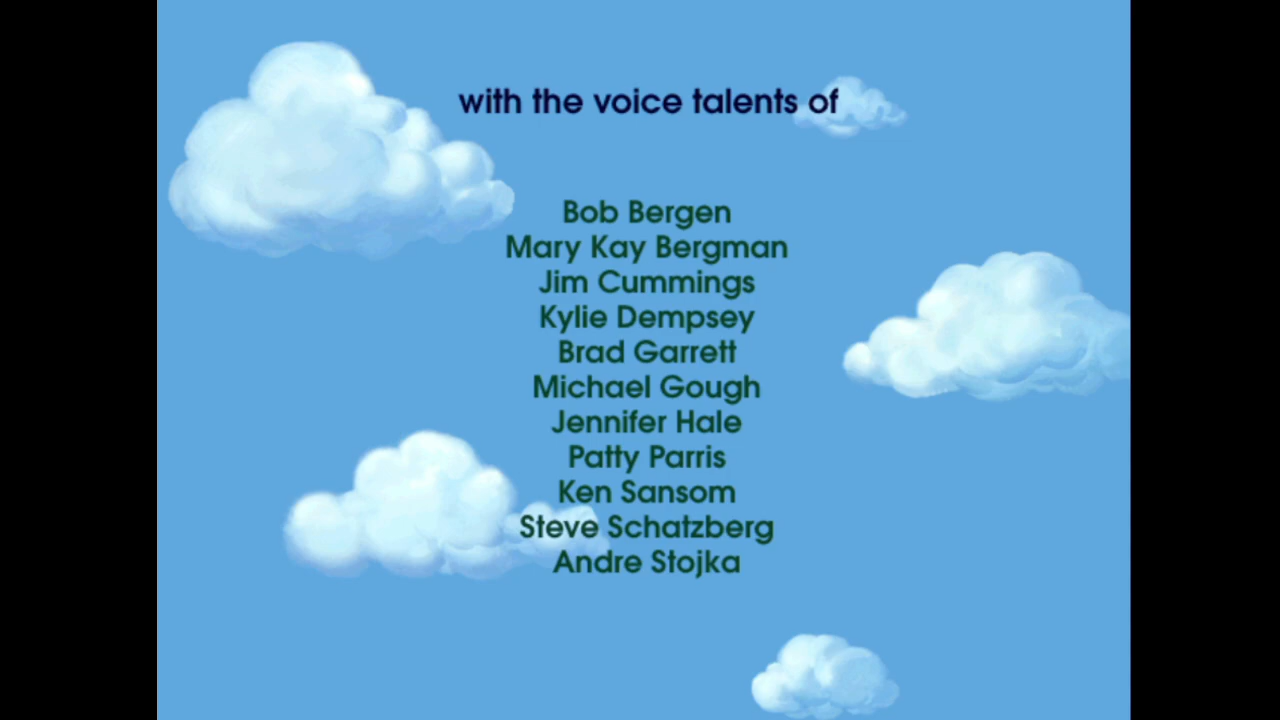 with the voice talents of
Bob Bergen
Mary Kay Bergman
Jim Cummings
Kylie Dempsey
Brad Garrett
Michael Gough
Jennifer Hale
Patty Parris
Ken Sansom
Steve Schatzberg
Andre Stojka